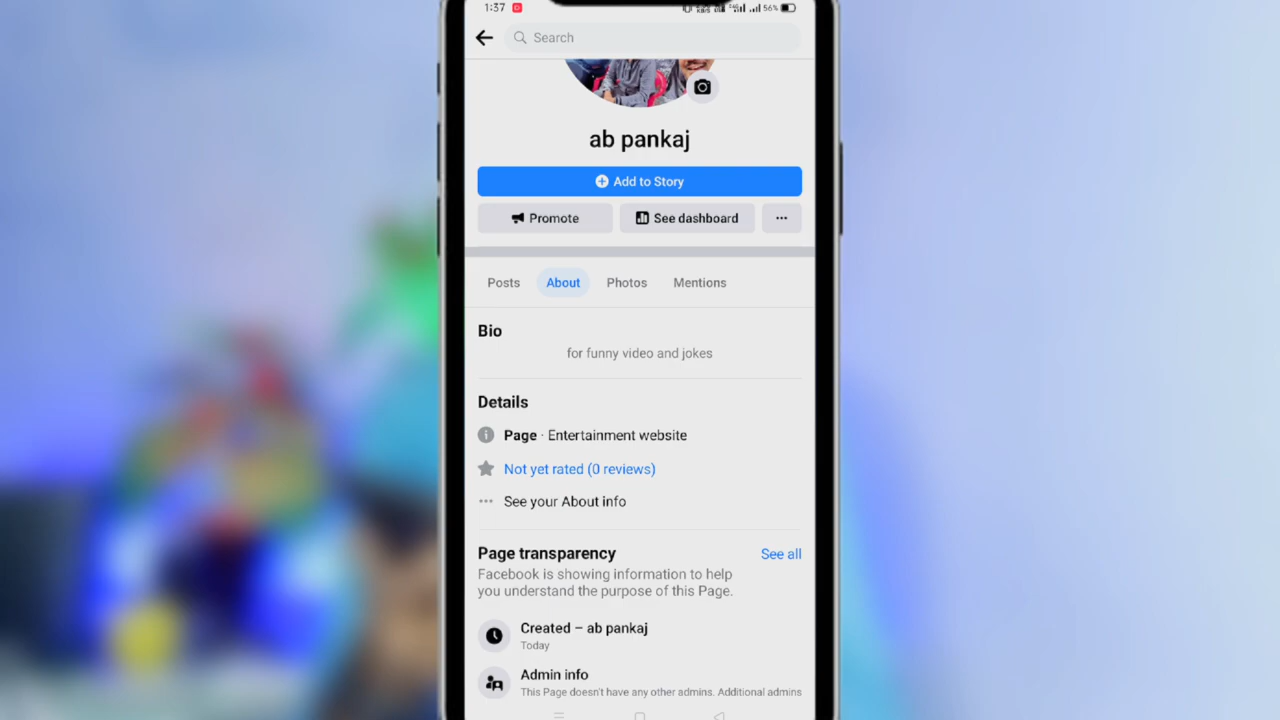 1:37
56%
Search
ab pankaj
Add to Story
Promote
See dashboard
Posts
About
Photos
Mentions
Bio
for funny video and jokes
Details
Page · Entertainment website
Not yet rated (0 reviews)
See your About info
Page transparency
See all
Facebook is showing information to help
you understand the purpose of this Page.
Created – ab pankaj
Today
Admin info
This Page doesn't have any other admins. Additional admins